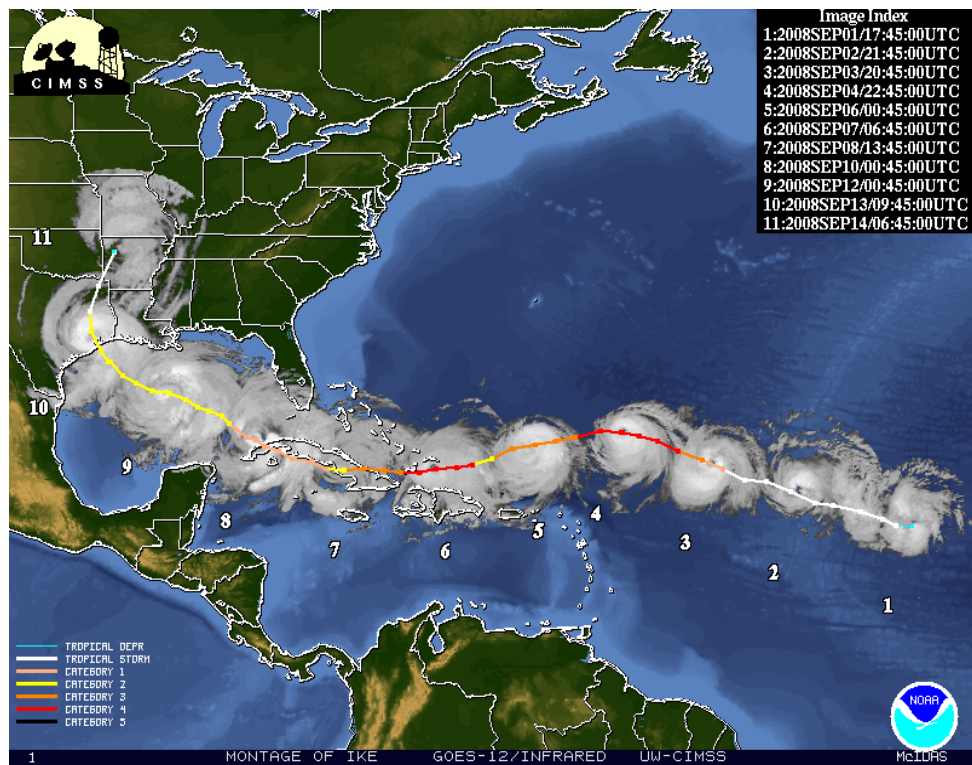 CIMSS
Image Index
1:2008SEP01/17:45:00UTC
2:2008SEP02/21:45:00UTC
3:2008SEP03/20:45:00UTC
4:2008SEP04/22:45:00UTC
5:2008SEP06/00:45:00UTC
6:2008SEP07/06:45:00UTC
7:2008SEP08/13:45:00UTC
8:2008SEP10/00:45:00UTC
9:2008SEP12/00:45:00UTC
10:2008SEP13/09:45:00UTC
11:2008SEP14/06:45:00UTC
11
10
9
8
7
6
5
4
3
2
1
TROPICAL DEPR
TROPICAL STORM
CATEGORY 1
CATEGORY 2
CATEGORY 3
CATEGORY 4
CATEGORY 5
NOAA
1 MONTAGE OF IKE GOES-12/INFRARED UW-CIMSS McIDAS